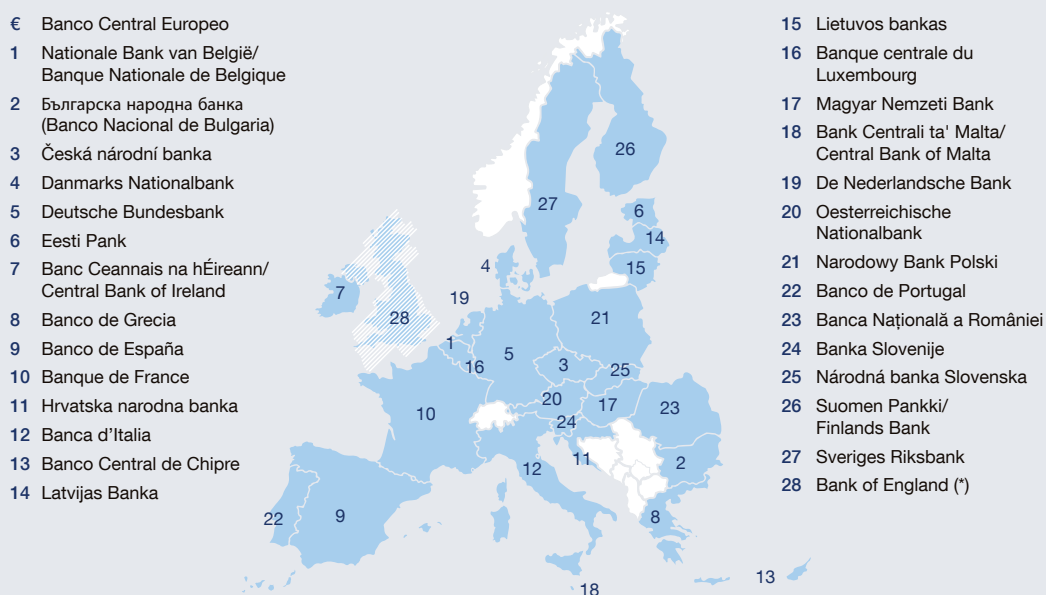 € Banco Central Europeo
1 Nationale Bank van België/
Banque Nationale de Belgique
2 Българска народна банка
(Banco Nacional de Bulgaria)
3 Česká národní banka
4 Danmarks Nationalbank
5 Deutsche Bundesbank
6 Eesti Pank
7 Banc Ceannais na hÉireann/
Central Bank of Ireland
8 Banco de Grecia
9 Banco de España
10 Banque de France
11 Hrvatska narodna banka
12 Banca d’Italia
13 Banco Central de Chipre
14 Latvijas Banka
15 Lietuvos bankas
16 Banque centrale du
Luxembourg
17 Magyar Nemzeti Bank
18 Bank Centrali ta' Malta/
Central Bank of Malta
19 De Nederlandsche Bank
20 Oesterreichische
Nationalbank
21 Narodowy Bank Polski
22 Banco de Portugal
23 Banca Națională a României
24 Banka Slovenije
25 Národná banka Slovenska
26 Suomen Pankki/
Finlands Bank
27 Sveriges Riksbank
28 Bank of England (*)
26
27
6
14
4
15
7
19
28
21
1
5
16
3
25
20
17
10
23
24
11
12
2
22
9
8
13
18